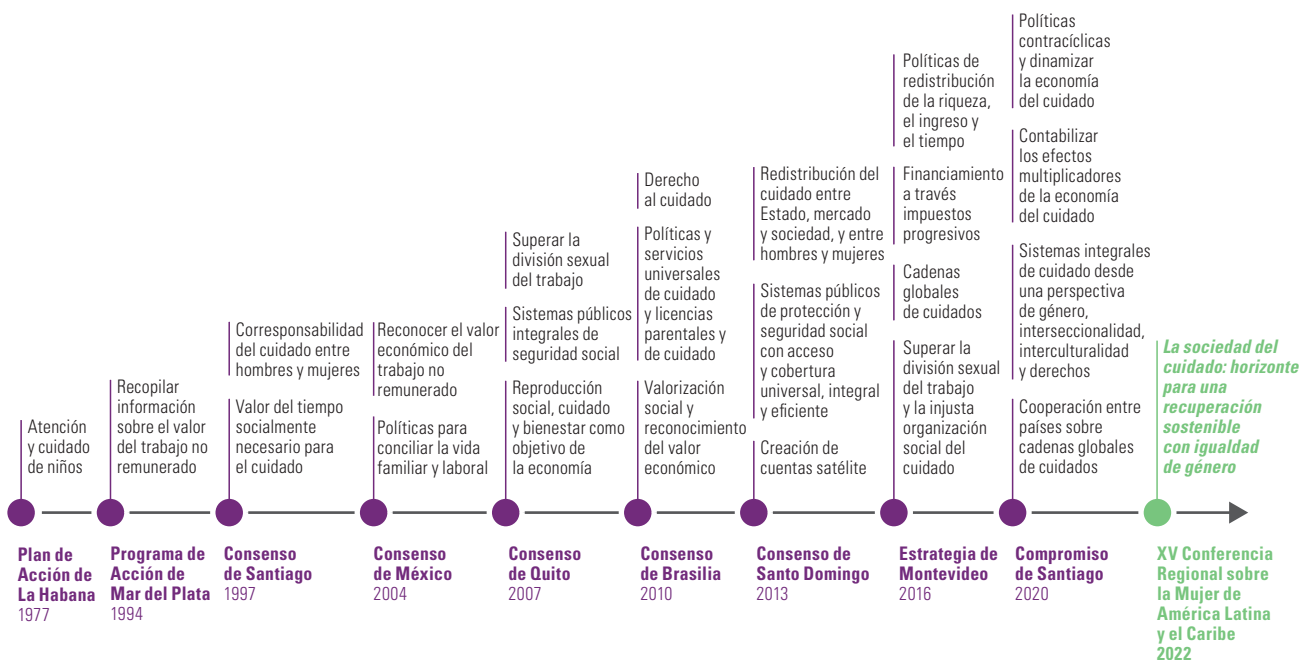 Atención
y cuidado
de niños
Plan de
Acción de
La Habana
1977
Recopilar
información
sobre el valor
del trabajo no
remunerado
Programa de
Acción de
Mar del Plata
1994
Corresponsabilidad
del cuidado entre
hombres y mujeres
Valor del tiempo
socialmente
necesario para
el cuidado
Consenso
de Santiago
1997
Reconocer el valor
económico del
trabajo no
remunerado
Políticas para
conciliar la vida
familiar y laboral
Consenso
de México
2004
Superar la
división sexual
del trabajo
Sistemas públicos
integrales de
seguridad social
Reproducción
social, cuidado
y bienestar como
objetivo de
la economía
Consenso
de Quito
2007
Derecho
al cuidado
Políticas y
servicios
universales
de cuidado
y licencias
parentales y
de cuidado
Valorización
social y
reconocimiento
del valor
económico
Consenso
de Brasilia
2010
Redistribución del
cuidado entre
Estado, mercado
y sociedad, y entre
hombres y mujeres
Sistemas públicos
de protección y
seguridad social
con acceso
y cobertura
universal, integral
y eficiente
Creación de
cuentas satélite
Consenso de
Santo Domingo
2013
Políticas de
redistribución
de la riqueza,
el ingreso y
el tiempo
Financiamiento
a través
impuestos
progresivos
Cadenas
globales
de cuidados
Superar la
división sexual
del trabajo
y la injusta
organización
social del
cuidado
Estrategia de
Montevideo
2016
Políticas
contracíclicas
y dinamizar
la economía
del cuidado
Contabilizar
los efectos
multiplicadores
de la economía
del cuidado
Sistemas integrales
de cuidado desde
una perspectiva
de género,
interseccionalidad,
interculturalidad
y derechos
Cooperación entre
países sobre
cadenas globales
de cuidados
Compromiso
de Santiago
2020
La sociedad del
cuidado: horizonte
para una
recuperación
sostenible
con igualdad
de género
XV Conferencia
Regional sobre
la Mujer de
América Latina
y el Caribe
2022